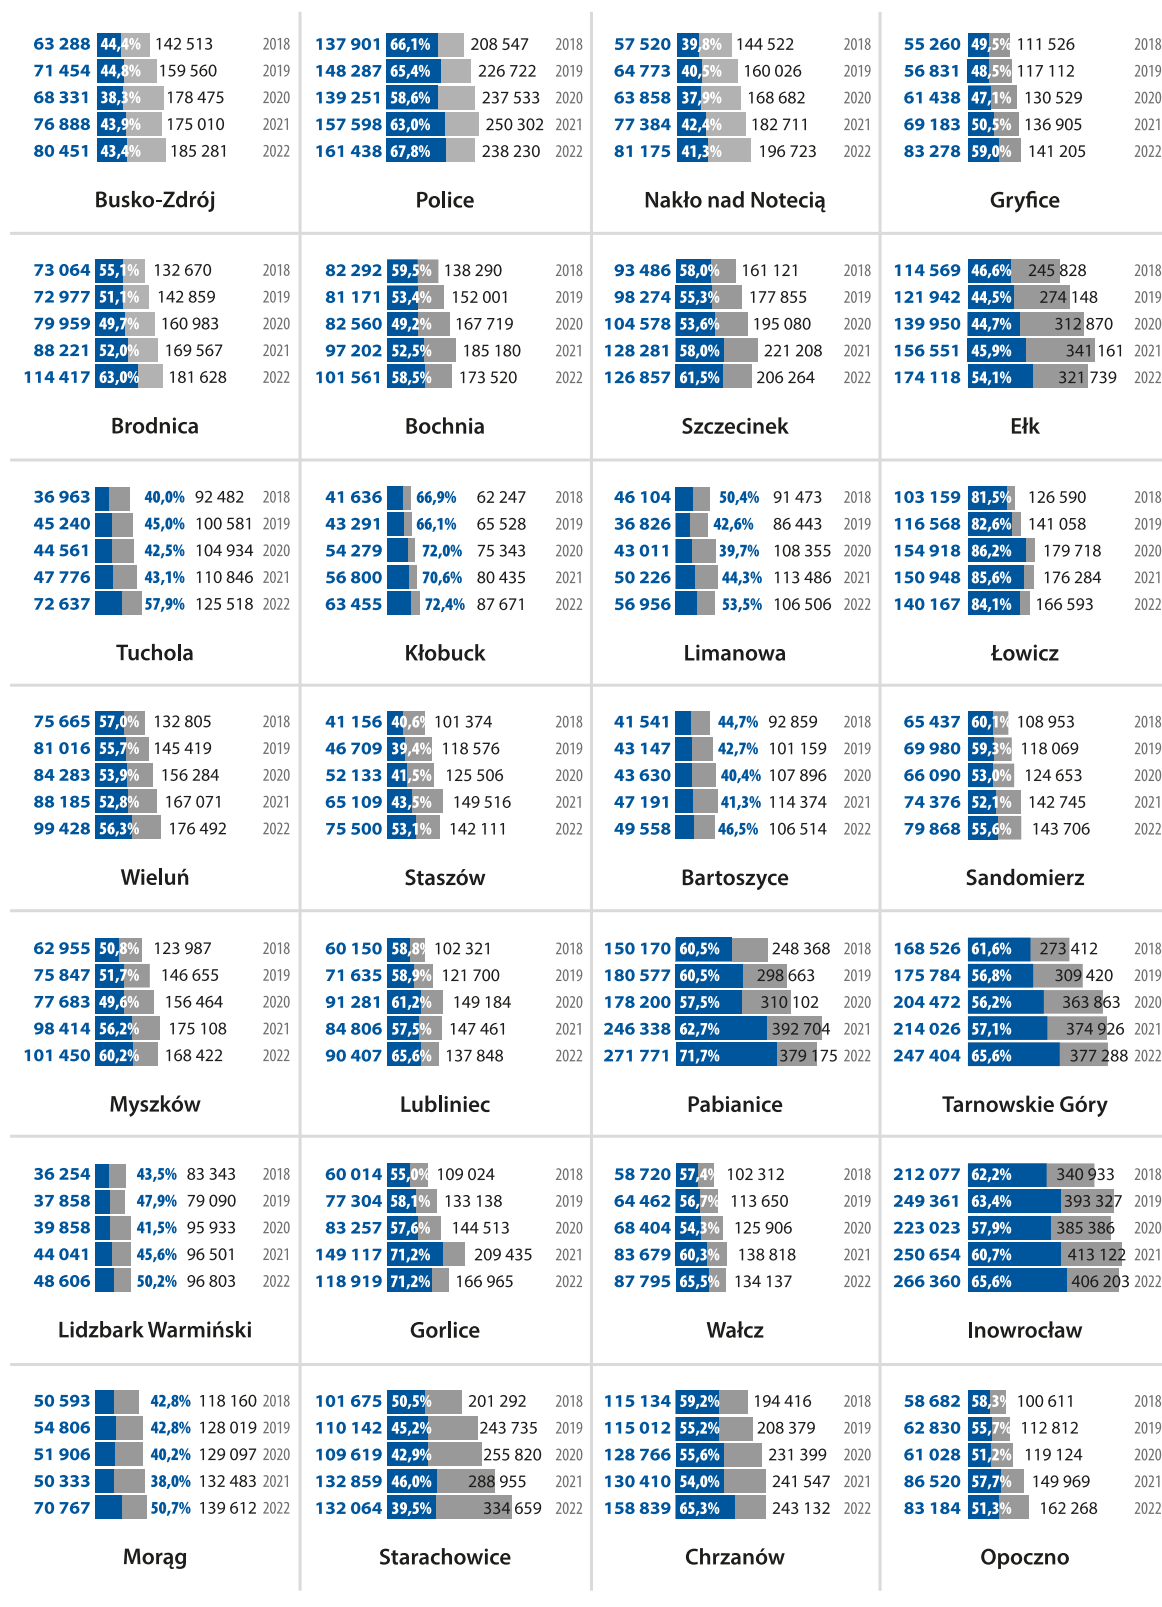 63 288 44,4% 142 513 2018
71 454 44,8% 159 560 2019
68 331 38,3% 178 475 2020
76 888 43,9% 175 010 2021
80 451 43,4% 185 281 2022
Busko-Zdrój
137 901 66,1% 208 547 2018
148 287 65,4% 226 722 2019
139 251 58,6% 237 533 2020
157 598 63,0% 250 302 2021
161 438 67,8% 238 230 2022
Police
57 520 39,8% 144 522 2018
64 773 40,5% 160 026 2019
63 858 37,9% 168 682 2020
77 384 42,4% 182 711 2021
81 175 41,3% 196 723 2022
Nakło nad Notecią
55 260 49,5% 111 526 2018
56 831 48,5% 117 112 2019
61 438 47,1% 130 529 2020
69 183 50,5% 136 905 2021
83 278 59,0% 141 205 2022
Gryfice
73 064 55,1% 132 670 2018
72 977 51,1% 142 859 2019
79 959 49,7% 160 983 2020
88 221 52,0% 169 567 2021
114 417 63,0% 181 628 2022
Brodnica
82 292 59,5% 138 290 2018
81 171 53,4% 152 001 2019
82 560 49,2% 167 719 2020
97 202 52,5% 185 180 2021
101 561 58,5% 173 520 2022
Bochnia
93 486 58,0% 161 121 2018
98 274 55,3% 177 855 2019
104 578 53,6% 195 080 2020
128 281 58,0% 221 208 2021
126 857 61,5% 206 264 2022
Szczecinek
114 569 46,6% 245 828 2018
121 942 44,5% 274 148 2019
139 950 44,7% 312 870 2020
156 551 45,9% 341 161 2021
174 118 54,1% 321 739 2022
Ełk
36 963 40,0% 92 482 2018
45 240 45,0% 100 581 2019
44 561 42,5% 104 934 2020
47 776 43,1% 110 846 2021
72 637 57,9% 125 518 2022
Tuchola
41 636 66,9% 62 247 2018
43 291 66,1% 65 528 2019
54 279 72,0% 75 343 2020
56 800 70,6% 80 435 2021
63 455 72,4% 87 671 2022
Kłobuck
46 104 50,4% 91 473 2018
36 826 42,6% 86 443 2019
43 011 39,7% 108 355 2020
50 226 44,3% 113 486 2021
56 956 53,5% 106 506 2022
Limanowa
103 159 81,5% 126 590 2018
116 568 82,6% 141 058 2019
154 918 86,2% 179 718 2020
150 948 85,6% 176 284 2021
140 167 84,1% 166 593 2022
Łowicz
75 665 57,0% 132 805 2018
81 016 55,7% 145 419 2019
84 283 53,9% 156 284 2020
88 185 52,8% 167 071 2021
99 428 56,3% 176 492 2022
Wieluń
41 156 40,6% 101 374 2018
46 709 39,4% 118 576 2019
52 133 41,5% 125 506 2020
65 109 43,5% 149 516 2021
75 500 53,1% 142 111 2022
Staszów
41 541 44,7% 92 859 2018
43 147 42,7% 101 159 2019
43 630 40,4% 107 896 2020
47 191 41,3% 114 374 2021
49 558 46,5% 106 514 2022
Bartoszyce
65 437 60,1% 108 953 2018
69 980 59,3% 118 069 2019
66 090 53,0% 124 653 2020
74 376 52,1% 142 745 2021
79 868 55,6% 143 706 2022
Sandomierz
62 955 50,8% 123 987 2018
75 847 51,7% 146 655 2019
77 683 49,6% 156 464 2020
98 414 56,2% 175 108 2021
101 450 60,2% 168 422 2022
Myszków
60 150 58,8% 102 321 2018
71 635 58,9% 121 700 2019
91 281 61,2% 149 184 2020
84 806 57,5% 147 461 2021
90 407 65,6% 137 848 2022
Lubliniec
150 170 60,5% 248 368 2018
180 577 60,5% 298 663 2019
178 200 57,5% 310 102 2020
246 338 62,7% 392 704 2021
271 771 71,7% 379 175 2022
Pabianice
168 526 61,6% 273 412 2018
175 784 56,8% 309 420 2019
204 472 56,2% 363 863 2020
214 026 57,1% 374 926 2021
247 404 65,6% 377 288 2022
Tarnowskie Góry
36 254 43,5% 83 343 2018
37 858 47,9% 79 090 2019
39 858 41,5% 95 933 2020
44 041 45,6% 96 501 2021
48 606 50,2% 96 803 2022
Lidzbark Warmiński
60 014 55,0% 109 024 2018
77 304 58,1% 133 138 2019
83 257 57,6% 144 513 2020
149 117 71,2% 209 435 2021
118 919 71,2% 166 965 2022
Gorlice
58 720 57,4% 102 312 2018
64 462 56,7% 113 650 2019
68 404 54,3% 125 906 2020
83 679 60,3% 138 818 2021
87 795 65,5% 134 137 2022
Wałcz
212 077 62,2% 340 933 2018
249 361 63,4% 393 327 2019
223 023 57,9% 385 386 2020
250 654 60,7% 413 122 2021
266 360 65,6% 406 203 2022
Inowrocław
50 593 42,8% 118 160 2018
54 806 42,8% 128 019 2019
51 906 40,2% 129 097 2020
50 333 38,0% 132 483 2021
70 767 50,7% 139 612 2022
Morąg
101 675 50,5% 201 292 2018
110 142 45,2% 243 735 2019
109 619 42,9% 255 820 2020
132 859 46,0% 288 955 2021
132 064 39,5% 334 659 2022
Starachowice
115 134 59,2% 194 416 2018
115 012 55,2% 208 379 2019
128 766 55,6% 231 399 2020
130 410 54,0% 241 547 2021
158 839 65,3% 243 132 2022
Chrzanów
58 682 58,3% 100 611 2018
62 830 55,7% 112 812 2019
61 028 51,2% 119 124 2020
86 520 57,7% 149 969 2021
83 184 51,3% 162 268 2022
Opoczno